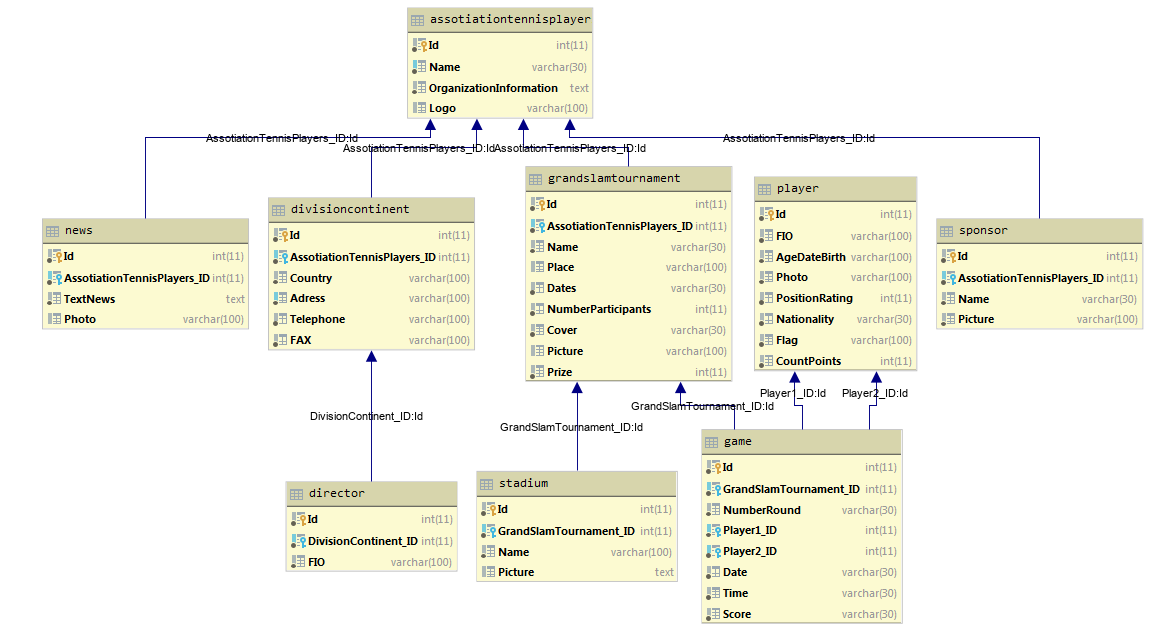 assotiationtennisplayer
Id int(11)
Name varchar(30)
OrganizationInformation text
Logo varchar(100)
AssotiationTennisPlayers_ID:Id
AssotiationTennisPlayers_ID:Id
AssotiationTennisPlayers_ID:Id
AssotiationTennisPlayers_ID:Id
news
Id int(11)
AssotiationTennisPlayers_ID int(11)
TextNews text
Photo varchar(100)
divisioncontinent
Id int(11)
AssotiationTennisPlayers_ID int(11)
Country varchar(100)
Adress varchar(100)
Telephone varchar(100)
FAX varchar(100)
grandslamtournament
Id int(11)
AssotiationTennisPlayers_ID int(11)
Name varchar(30)
Place varchar(100)
Dates varchar(30)
NumberParticipants int(11)
Cover varchar(30)
Picture varchar(100)
Prize int(11)
player
Id int(11)
FIO varchar(100)
AgeDateBirth varchar(100)
Photo varchar(100)
PositionRating int(11)
Nationality varchar(30)
Flag varchar(100)
CountPoints int(11)
sponsor
Id int(11)
AssotiationTennisPlayers_ID int(11)
Name varchar(30)
Picture varchar(100)
DivisionContinent_ID:Id
GrandSlamTournament_ID:Id
GrandSlamTournament_ID:Id
Player1_ID:Id
Player2_ID:Id
director
Id int(11)
DivisionContinent_ID int(11)
FIO varchar(100)
stadium
Id int(11)
GrandSlamTournament_ID int(11)
Name varchar(100)
Picture text
game
Id int(11)
GrandSlamTournament_ID int(11)
NumberRound varchar(30)
Player1_ID int(11)
Player2_ID int(11)
Date varchar(30)
Time varchar(30)
Score varchar(30)